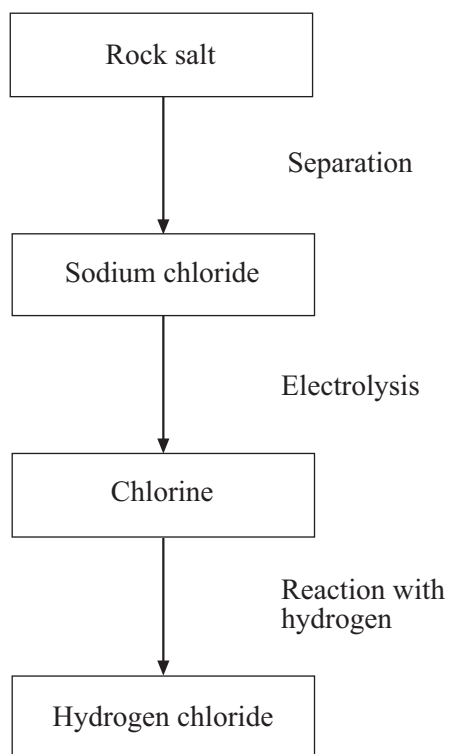 Rock salt
Separation
Sodium chloride
Electrolysis
Chlorine
Reaction with
hydrogen
Hydrogen chloride